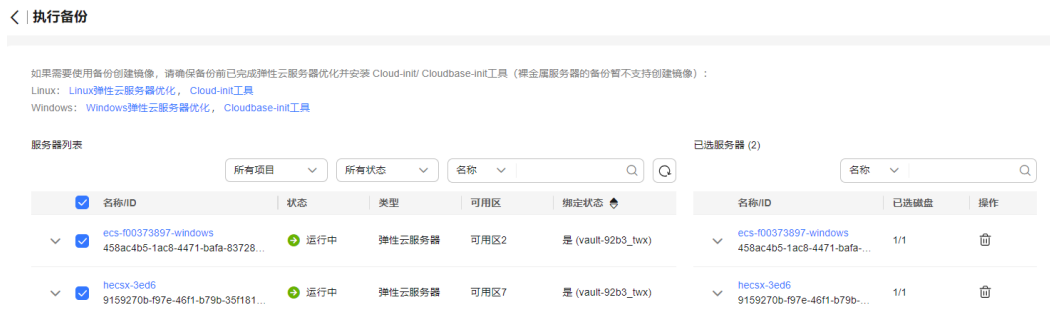 执行备份
如果需要使用备份创建镜像，请确保备份前已完成弹性云服务器优化并安装 Cloud-init/ Cloudbase-init工具（裸金属服务器的备份暂不支持创建镜像）：
Linux： Linux弹性云服务器优化， Cloud-init工具
Windows： Windows弹性云服务器优化， Cloudbase-init工具
服务器列表
所有项目 所有状态 名称
名称/ID 状态 类型 可用区 绑定状态
ecs-f00373897-windows 运行中 弹性云服务器 可用区2 是 (vault-92b3_twx)
458ac4b5-1ac8-4471-bafa-83728...
hecsx-3ed6 运行中 弹性云服务器 可用区7 是 (vault-92b3_twx)
9159270b-f97e-46f1-b79b-35f181...
已选服务器 (2)
名称
名称/ID 已选磁盘 操作
ecs-f00373897-windows 1/1
458ac4b5-1ac8-4471-bafa-...
hecsx-3ed6 1/1
9159270b-f97e-46f1-b79b-...